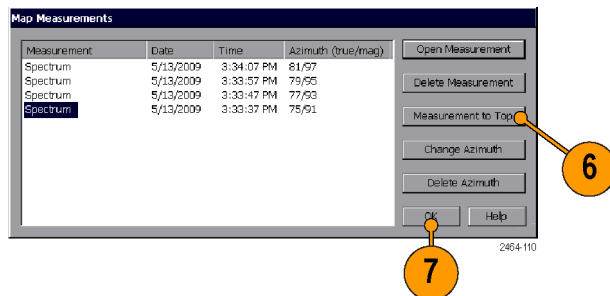 Map Measurements
Measurement Date Time Azimuth (true/mag)
Spectrum 5/13/2009 3:34:07 PM 81/97
Spectrum 5/13/2009 3:33:57 PM 79/95
Spectrum 5/13/2009 3:33:47 PM 77/93
Spectrum 5/13/2009 3:33:37 PM 75/91
Open Measurement
Delete Measurement
Measurement to Top
6
Change Azimuth
Delete Azimuth
OK Help
2464-110
7